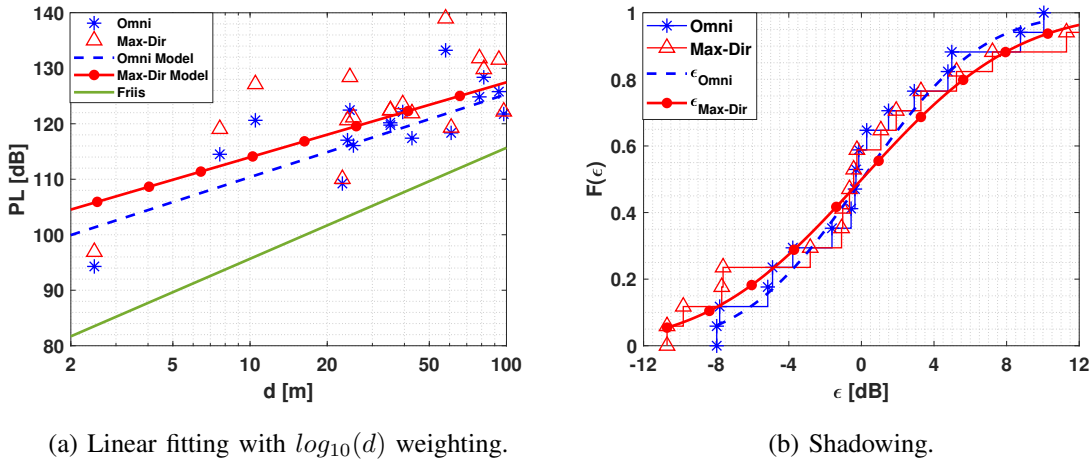 140
130
120
110
100
90
80
PL [dB]
2
5
10
20
50
100
d [m]
Omni
Max-Dir
Omni Model
Max-Dir Model
Friis
(a) Linear fitting with log10(d) weighting.
1
0.8
0.6
0.4
0.2
0
F(ϵ)
-12
-8
-4
0
4
8
12
ϵ [dB]
Omni
Max-Dir
ϵOmni
ϵMax-Dir
(b) Shadowing.